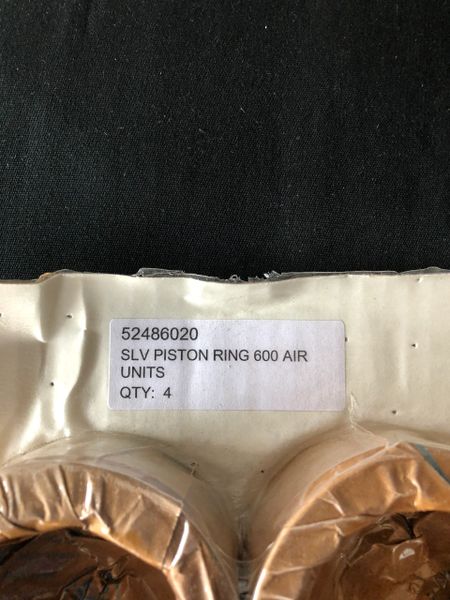 52486020
SLV PISTON RING 600 AIR
UNITS
QTY: 4